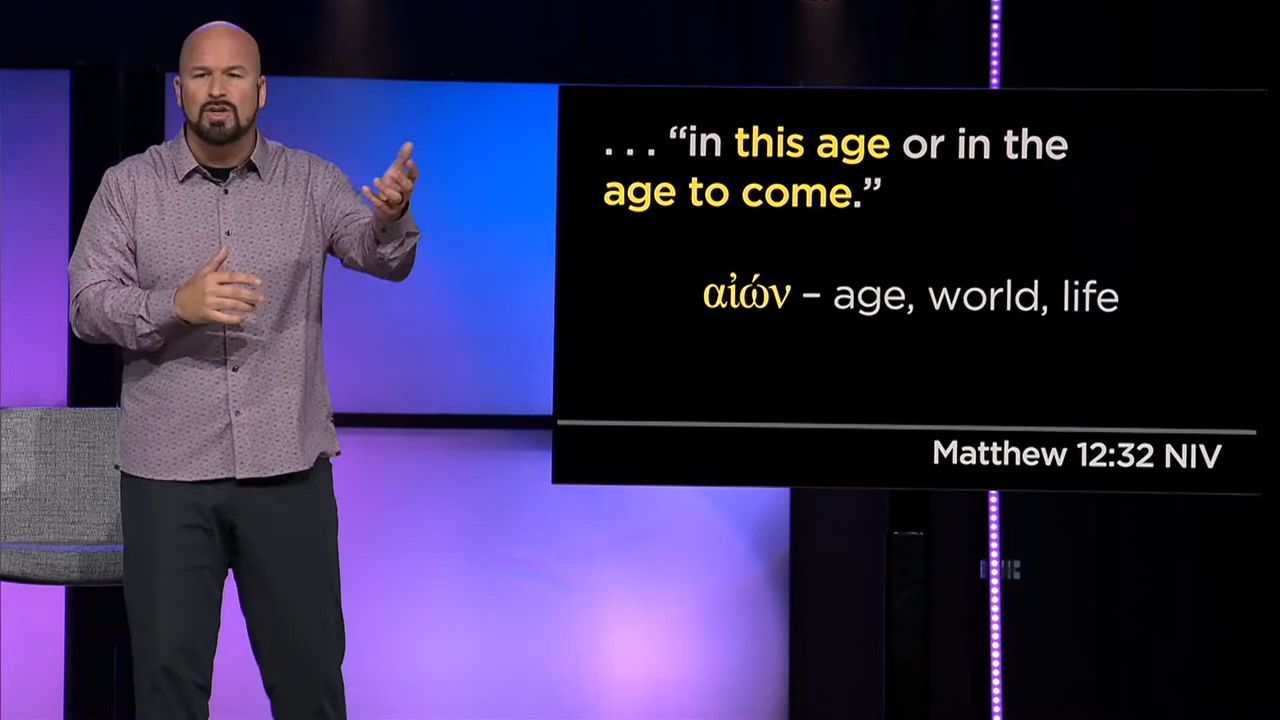 . . . “in this age or in the
age to come.”
αἰών – age, world, life
Matthew 12:32 NIV